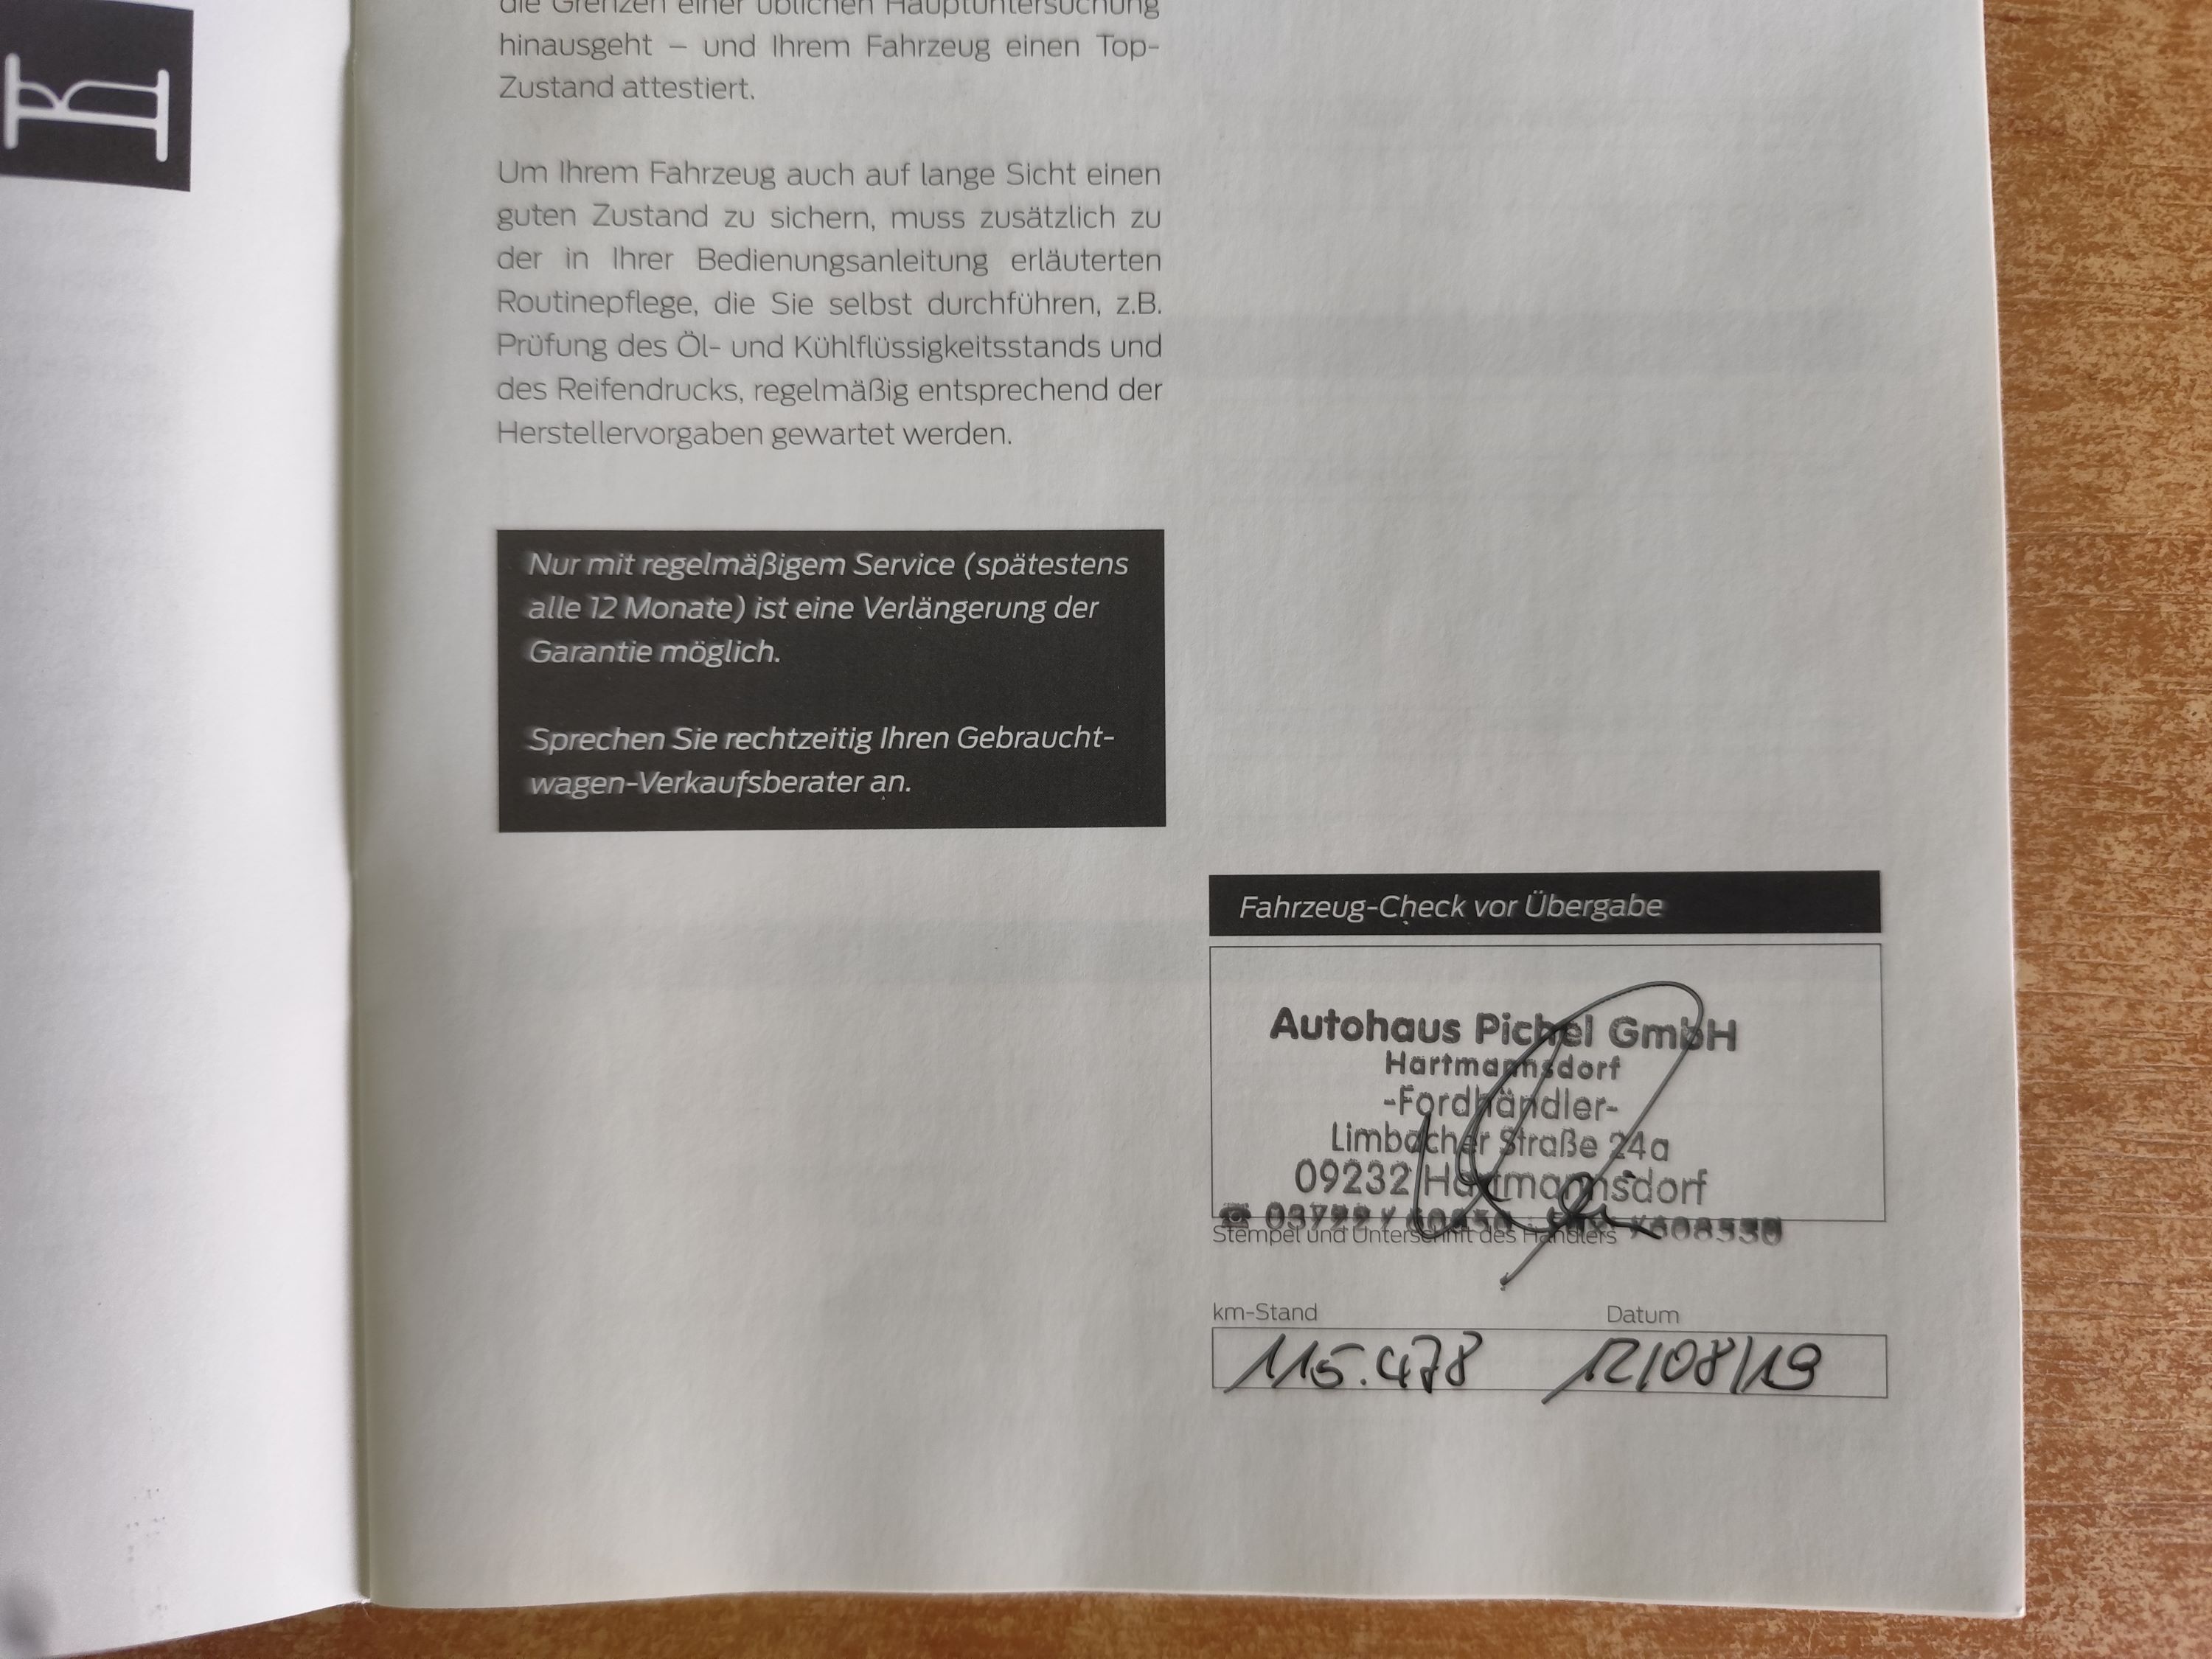 die Grenzen einer üblichen Hauptuntersuchung
hinausgeht – und Ihrem Fahrzeug einen Top-
Zustand attestiert.
Um Ihrem Fahrzeug auch auf lange Sicht einen
guten Zustand zu sichern, muss zusätzlich zu
der in Ihrer Bedienungsanleitung erläuterten
Routinepflege, die Sie selbst durchführen, z.B.
Prüfung des Öl- und Kühlflüssigkeitsstands und
des Reifendrucks, regelmäßig entsprechend der
Herstellervorgaben gewartet werden.
Nur mit regelmäßigem Service (spätestens
alle 12 Monate) ist eine Verlängerung der
Garantie möglich.
Sprechen Sie rechtzeitig Ihren Gebraucht-
wagen-Verkaufsberater an.
Fahrzeug-Check vor Übergabe
Autohaus Pichel GmbH
Hartmannsdorf
-Fordhändler-
Limbacher Straße 24a
09232 Hartmannsdorf
Stempel und Unterschrift des Händlers
km-Stand Datum
115.478 12/08/19